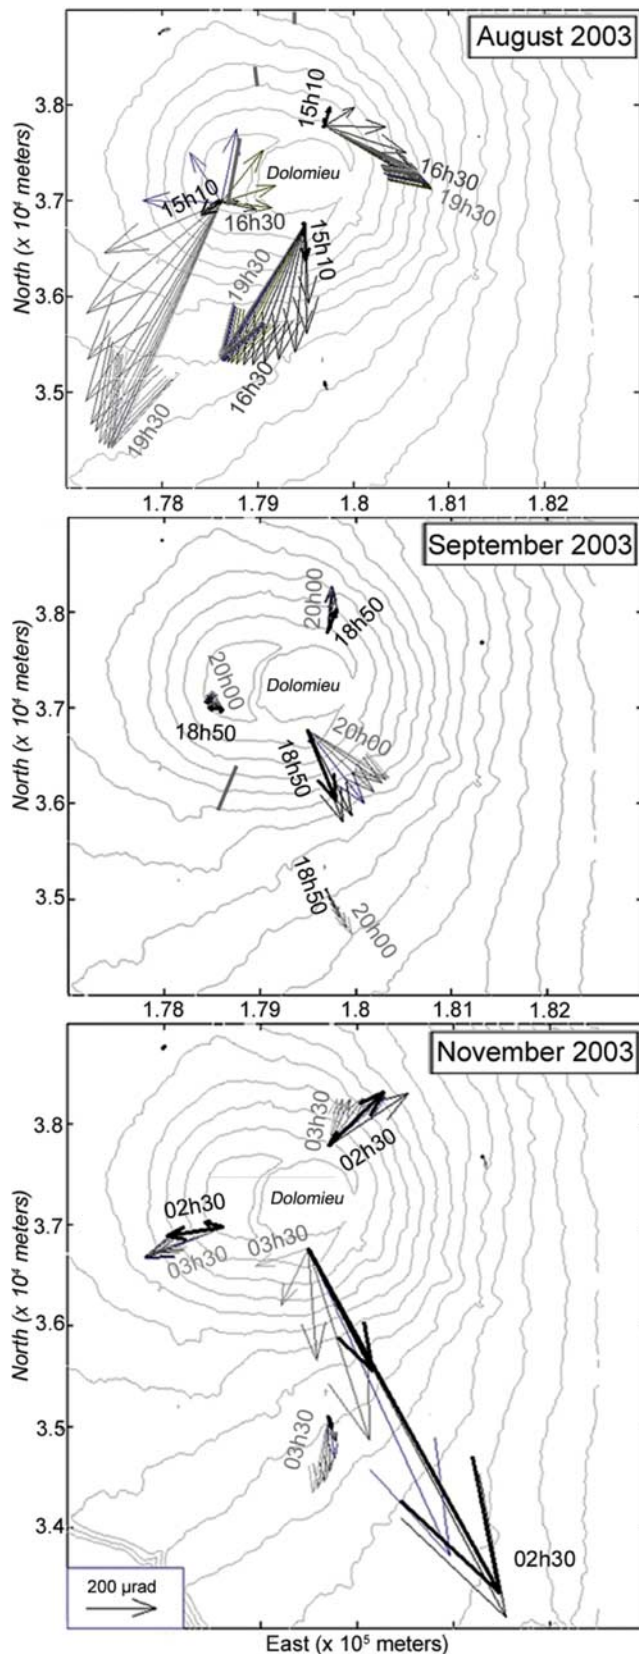 August 2003
North (x 10⁴ meters)
3.8
3.7
3.6
3.5
15h10
Dolomieu
16h30
19h30
15h10
16h30
15h10
19h30
16h30
19h30
1.78
1.79
1.8
1.81
1.82
September 2003
North (x 10⁴ meters)
3.8
3.7
3.6
3.5
20h00
18h50
Dolomieu
20h00
18h50
20h00
18h50
18h50
20h00
1.78
1.79
1.8
1.81
1.82
November 2003
North (x 10⁴ meters)
3.8
3.7
3.6
3.5
3.4
03h30
02h30
Dolomieu
02h30
03h30
03h30
03h30
02h30
200 µrad
East (x 10⁵ meters)